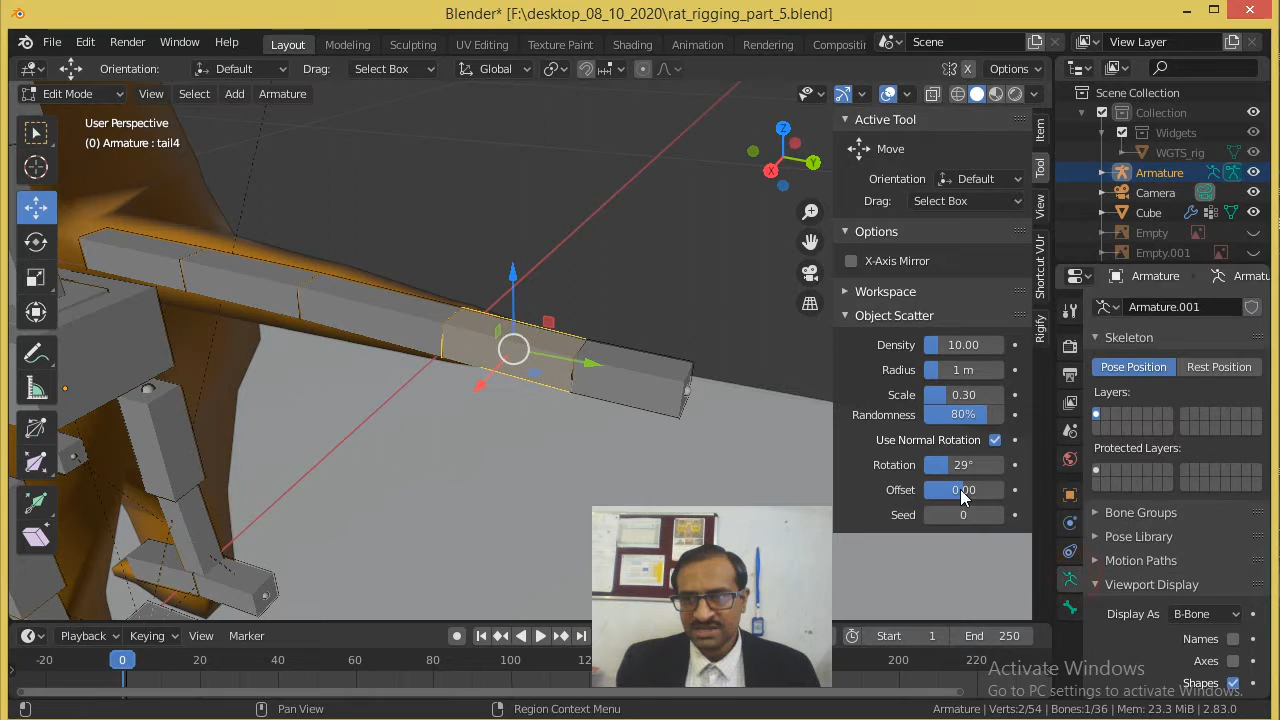 Blender* [F:\desktop_08_10_2020\rat_rigging_part_5.blend]
File Edit Render Window Help Layout Modeling Sculpting UV Editing Texture Paint Shading Animation Rendering Compositi Scene View Layer
Orientation: Default Drag: Select Box Global Options
Edit Mode View Select Add Armature
User Perspective
(0) Armature : tail4
Z
Y
X
Active Tool
Move
Orientation Default
Drag: Select Box
Options
X-Axis Mirror
Workspace
Object Scatter
Density 10.00
Radius 1 m
Scale 0.30
Randomness 80%
Use Normal Rotation
Rotation 29°
Offset 0.00
Seed 0
Item
Tool
View
Shortcut VUr
Rigify
Scene Collection
Collection
Widgets
WGTS_rig
Armature
Camera
Cube
Empty
Empty.001
Armature Armatu
Armature.001
Skeleton
Pose Position Rest Position
Layers:
Protected Layers:
Bone Groups
Pose Library
Motion Paths
Viewport Display
Display As B-Bone
Names
Axes
Shapes
Playback Keying View Marker Start 1 End 250
-20 0 20 40 60 80 100 120 140 200 220
Activate Windows
Go to PC settings to activate Windows.
Pan View Region Context Menu Armature | Verts:2/54 | Bones:1/36 | Mem: 23.3 MiB | 2.83.0